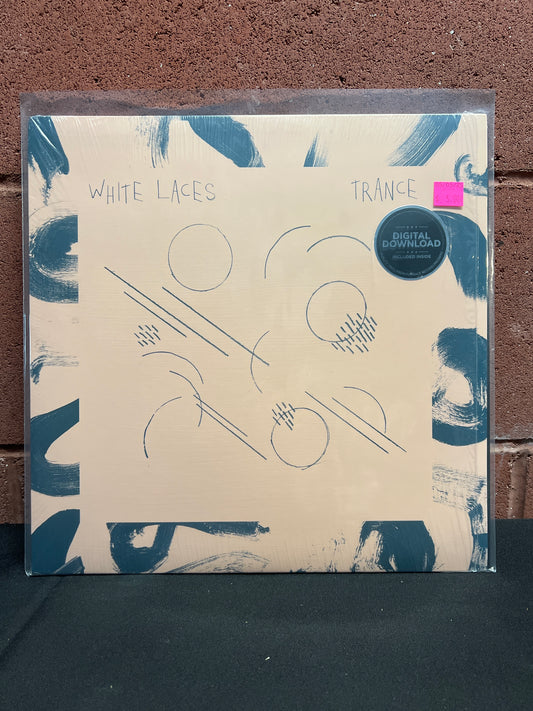 WHITE LACES
TRANCE
DIGITAL
DOWNLOAD
INCLUDED INSIDE